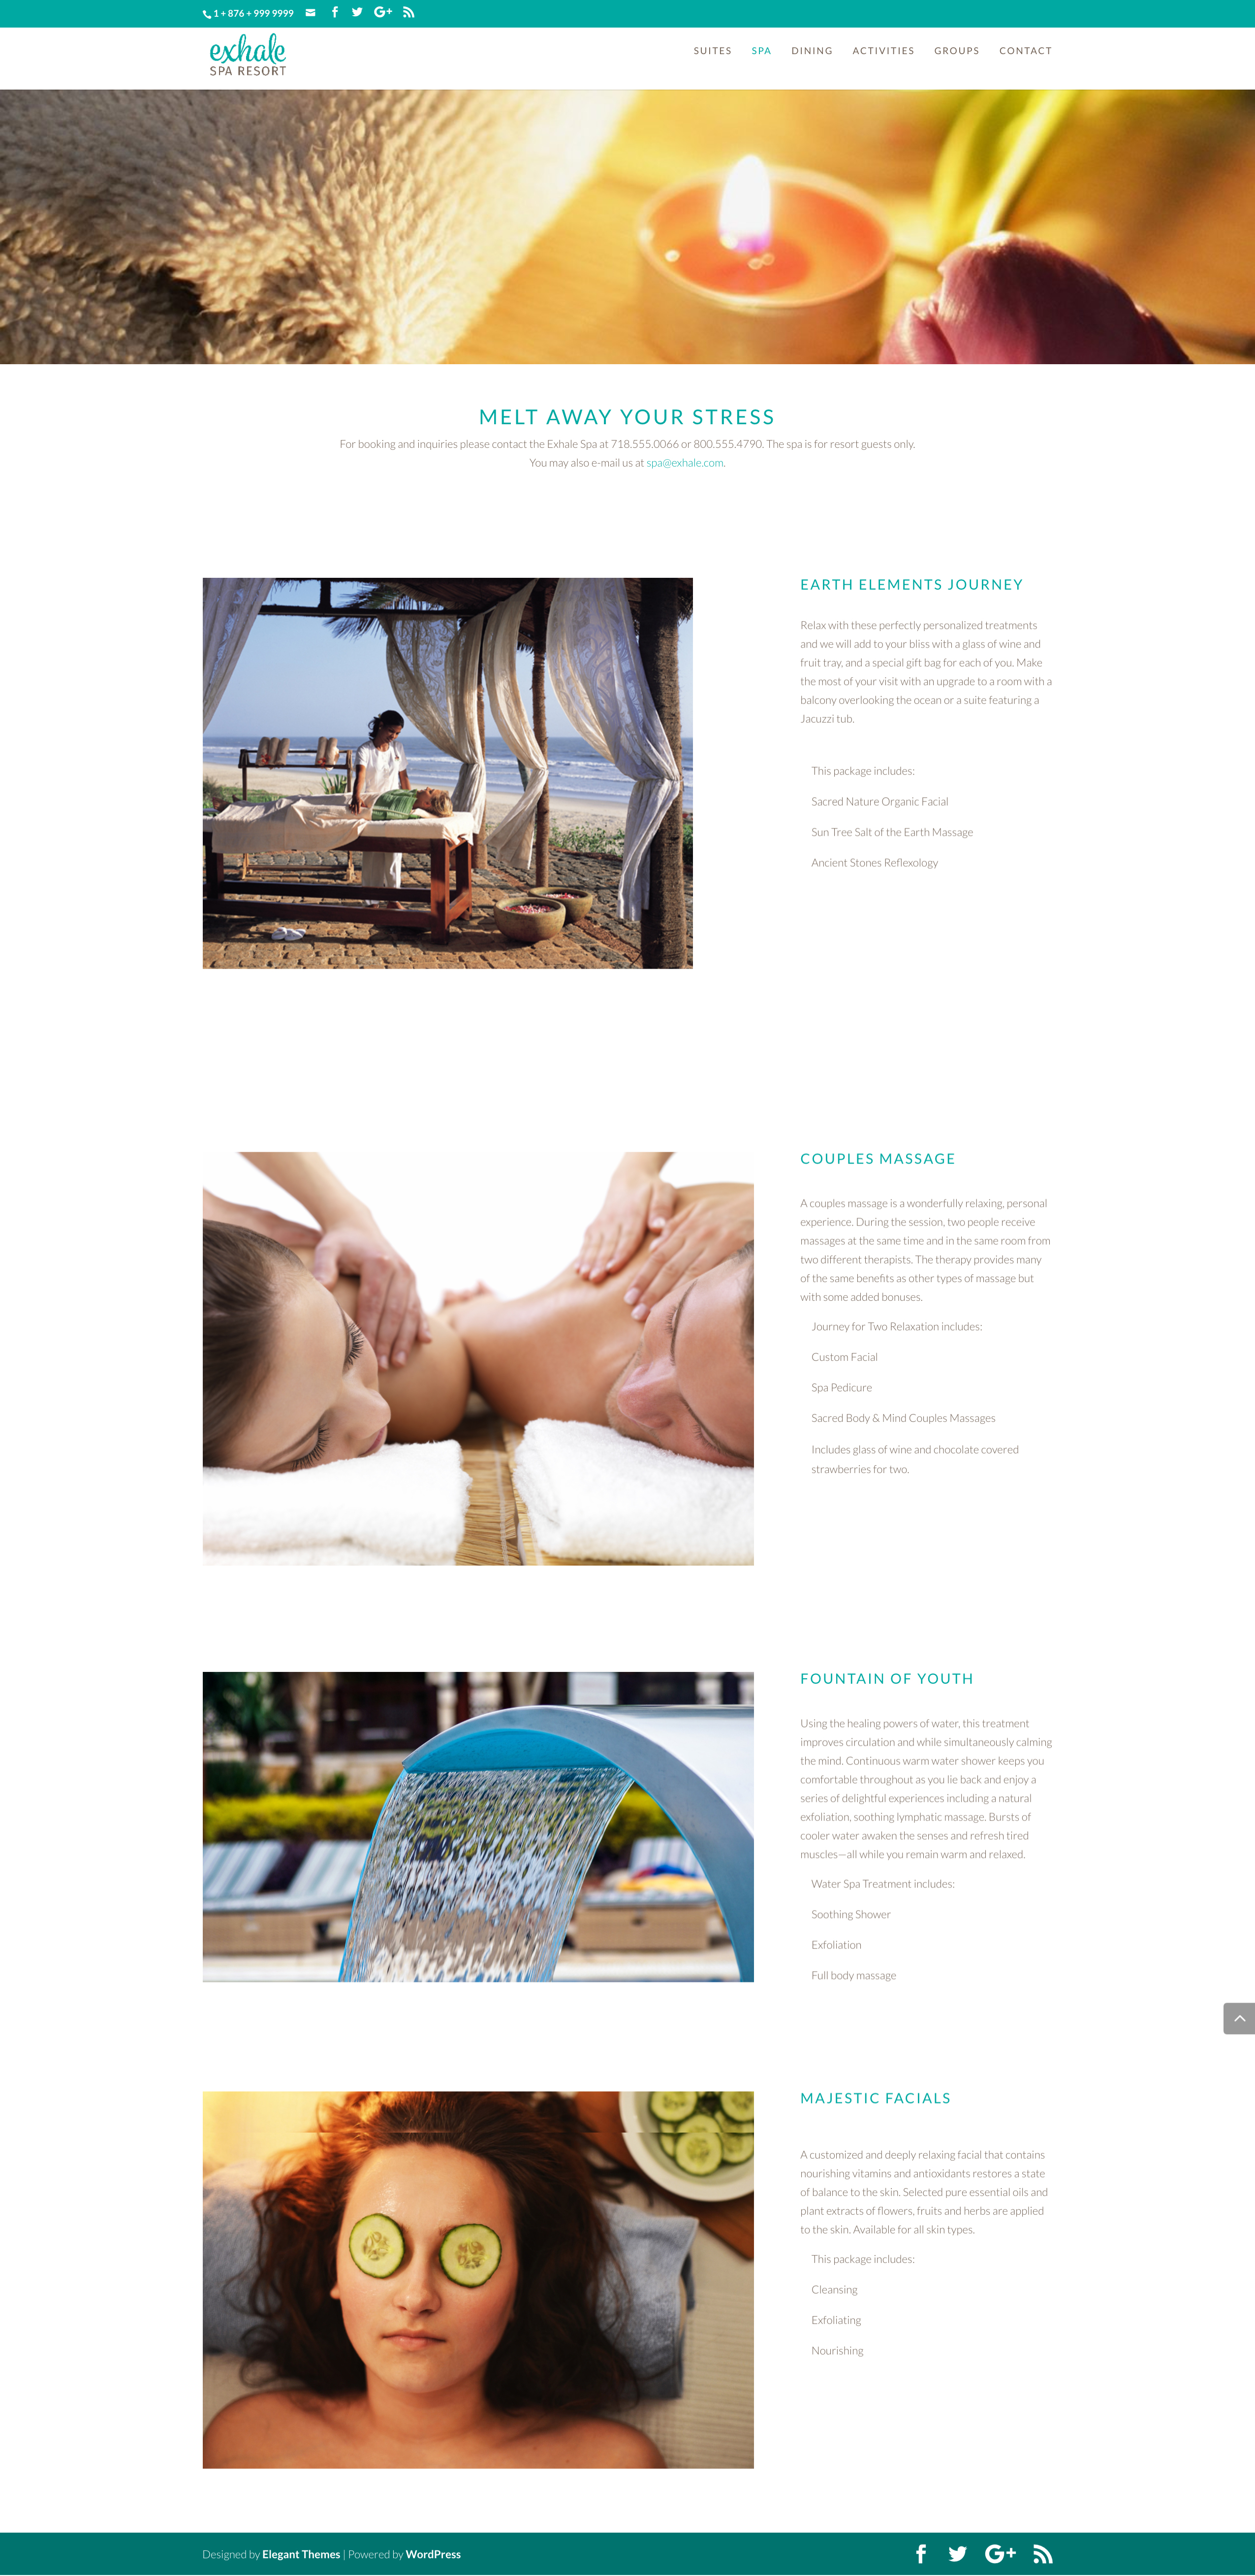 1 + 876 + 999 9999
exhale
SPA RESORT
SUITES SPA DINING ACTIVITIES GROUPS CONTACT
MELT AWAY YOUR STRESS
For booking and inquiries please contact the Exhale Spa at 718.555.0066 or 800.555.4790. The spa is for resort guests only.
You may also e-mail us at spa@exhale.com.
EARTH ELEMENTS JOURNEY
Relax with these perfectly personalized treatments
and we will add to your bliss with a glass of wine and
fruit tray, and a special gift bag for each of you. Make
the most of your visit with an upgrade to a room with a
balcony overlooking the ocean or a suite featuring a
Jacuzzi tub.
This package includes:
Sacred Nature Organic Facial
Sun Tree Salt of the Earth Massage
Ancient Stones Reflexology
COUPLES MASSAGE
A couples massage is a wonderfully relaxing, personal
experience. During the session, two people receive
massages at the same time and in the same room from
two different therapists. The therapy provides many
of the same benefits as other types of massage but
with some added bonuses.
Journey for Two Relaxation includes:
Custom Facial
Spa Pedicure
Sacred Body & Mind Couples Massages
Includes glass of wine and chocolate covered
strawberries for two.
FOUNTAIN OF YOUTH
Using the healing powers of water, this treatment
improves circulation and while simultaneously calming
the mind. Continuous warm water shower keeps you
comfortable throughout as you lie back and enjoy a
series of delightful experiences including a natural
exfoliation, soothing lymphatic massage. Bursts of
cooler water awaken the senses and refresh tired
muscles—all while you remain warm and relaxed.
Water Spa Treatment includes:
Soothing Shower
Exfoliation
Full body massage
MAJESTIC FACIALS
A customized and deeply relaxing facial that contains
nourishing vitamins and antioxidants restores a state
of balance to the skin. Selected pure essential oils and
plant extracts of flowers, fruits and herbs are applied
to the skin. Available for all skin types.
This package includes:
Cleansing
Exfoliating
Nourishing
Designed by Elegant Themes | Powered by WordPress